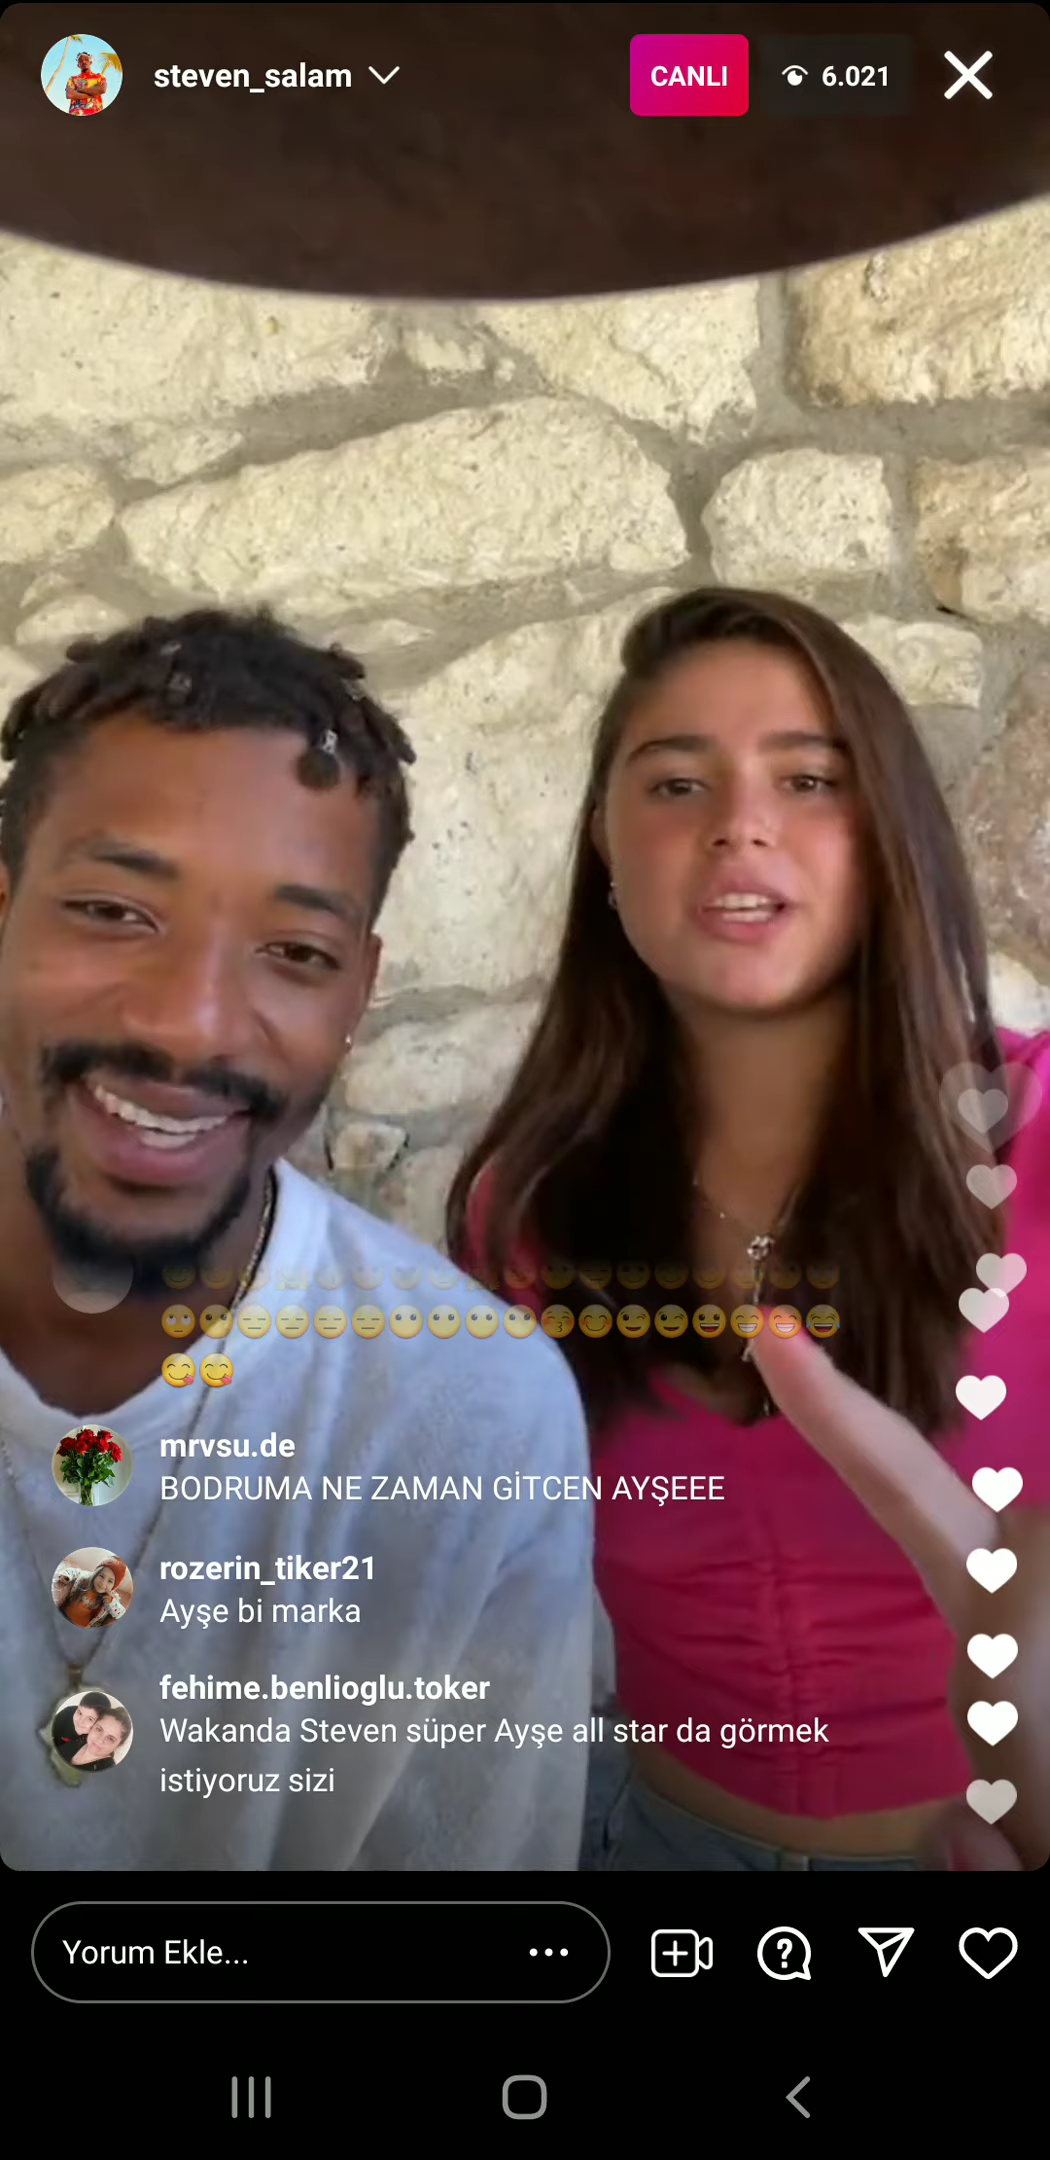 steven_salam
CANLI
6.021
mrvsu.de
BODRUMA NE ZAMAN GİTCEN AYŞEEE
rozerin_tiker21
Ayşe bi marka
fehime.benlioglu.toker
Wakanda Steven süper Ayşe all star da görmek
istiyoruz sizi
Yorum Ekle...